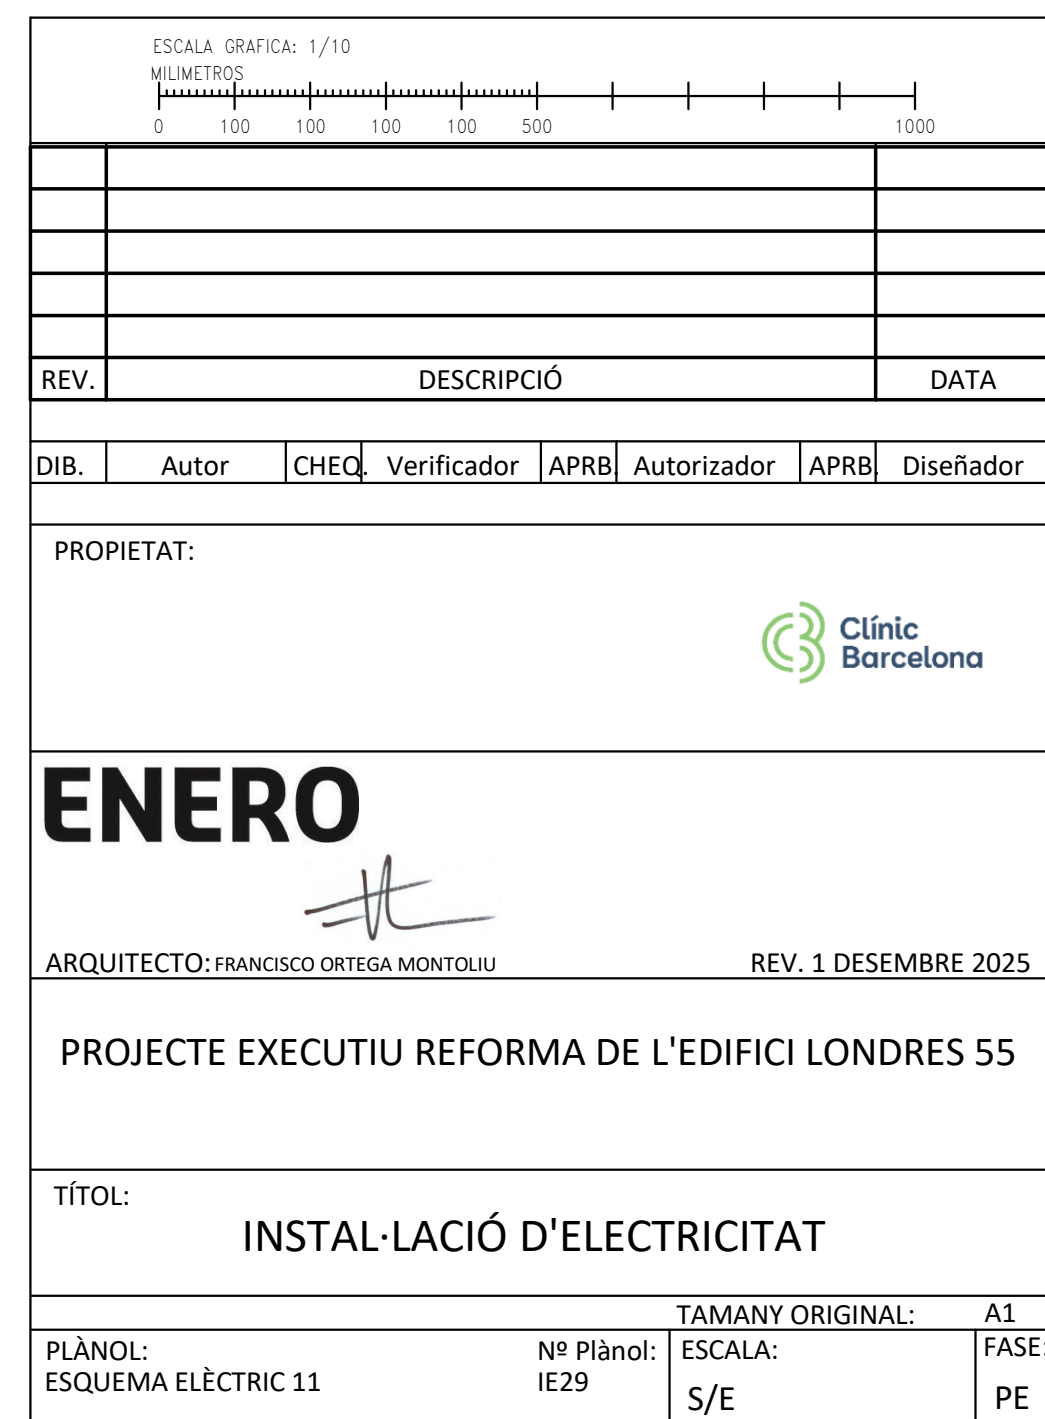 ESCALA GRAFICA: 1/10
MILIMETROS
0 100 100 100 100 500 1000
REV. DESCRIPCIÓ DATA
DIB. Autor CHEQ. Verificador APRB. Autorizador APRB. Diseñador
PROPIETAT:
Clínic
Barcelona
ENERO
ARQUITECTO: FRANCISCO ORTEGA MONTOLIU REV. 1 DESEMBRE 2025
PROJECTE EXECUTIU REFORMA DE L'EDIFICI LONDRES 55
TÍTOL:
INSTAL·LACIÓ D'ELECTRICITAT
TAMANY ORIGINAL: A1
PLÀNOL: Nº Plànol: ESCALA: FASE:
ESQUEMA ELÈCTRIC 11 IE29 S/E PE